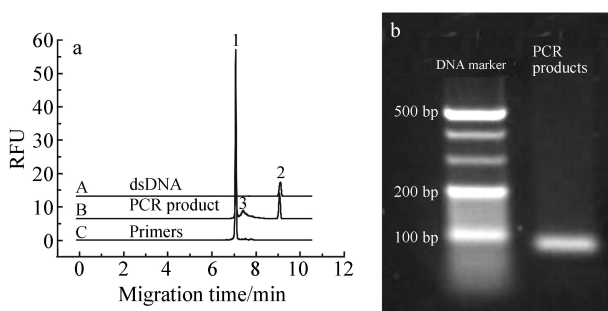 a
60
50
40
30
20
10
0
RFU
1
2
3
A dsDNA
B PCR product
C Primers
0 2 4 6 8 10 12
Migration time/min
b
DNA marker
PCR
products
500 bp
200 bp
100 bp